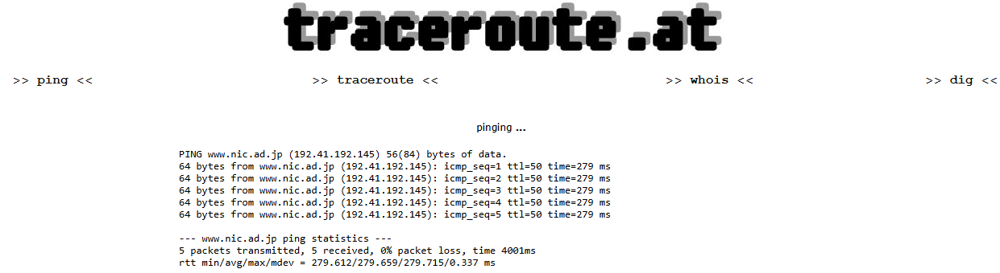 traceroute.at
>> ping << >> traceroute << >> whois << >> dig <<
pinging ...
PING www.nic.ad.jp (192.41.192.145) 56(84) bytes of data.
64 bytes from www.nic.ad.jp (192.41.192.145): icmp_seq=1 ttl=50 time=279 ms
64 bytes from www.nic.ad.jp (192.41.192.145): icmp_seq=2 ttl=50 time=279 ms
64 bytes from www.nic.ad.jp (192.41.192.145): icmp_seq=3 ttl=50 time=279 ms
64 bytes from www.nic.ad.jp (192.41.192.145): icmp_seq=4 ttl=50 time=279 ms
64 bytes from www.nic.ad.jp (192.41.192.145): icmp_seq=5 ttl=50 time=279 ms
--- www.nic.ad.jp ping statistics ---
5 packets transmitted, 5 received, 0% packet loss, time 4001ms
rtt min/avg/max/mdev = 279.612/279.659/279.715/0.337 ms